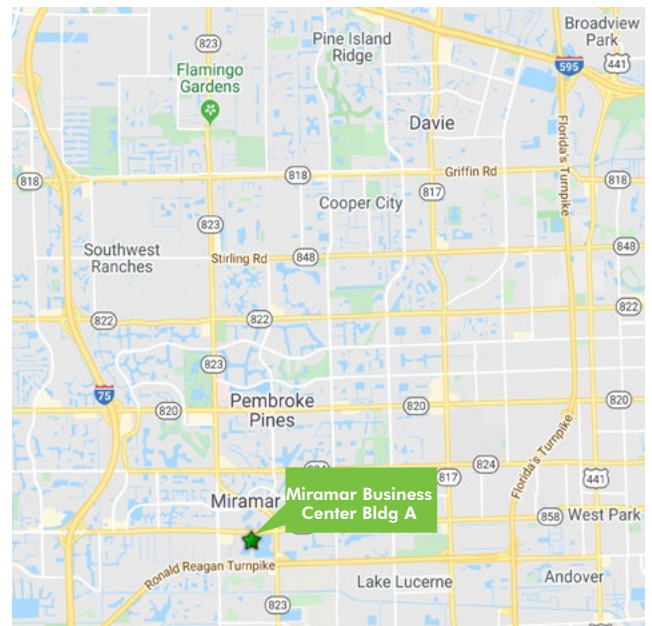 Broadview
Park
823
Pine Island
Ridge
595
441
Flamingo
Gardens
Davie
Florida's Turnpike
818
818
Griffin Rd
817
818
Cooper City
823
Southwest
Ranches
Stirling Rd
848
848
822
822
822
823
75
820
Pembroke
Pines
820
820
Florida's Turnpike
824
817
441
Miramar
Miramar Business
Center Bldg A
858
West Park
Ronald Reagan Turnpike
Lake Lucerne
Andover
823